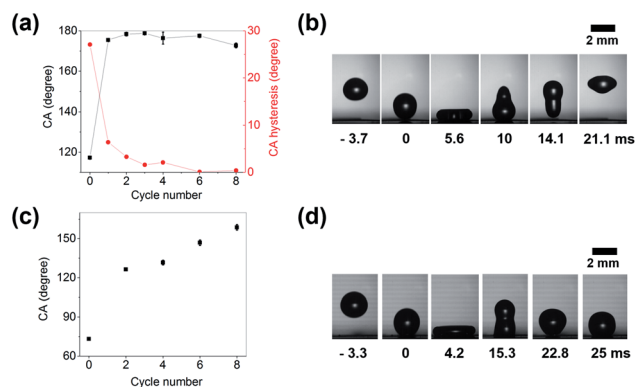 (a)
180
160
140
120
CA (degree)
30
20
10
0
CA hysteresis (degree)
0 2 4 6 8
Cycle number
(b)
2 mm
- 3.7 0 5.6 10 14.1 21.1 ms
(c)
150
120
90
60
CA (degree)
0 2 4 6 8
Cycle number
(d)
2 mm
- 3.3 0 4.2 15.3 22.8 25 ms